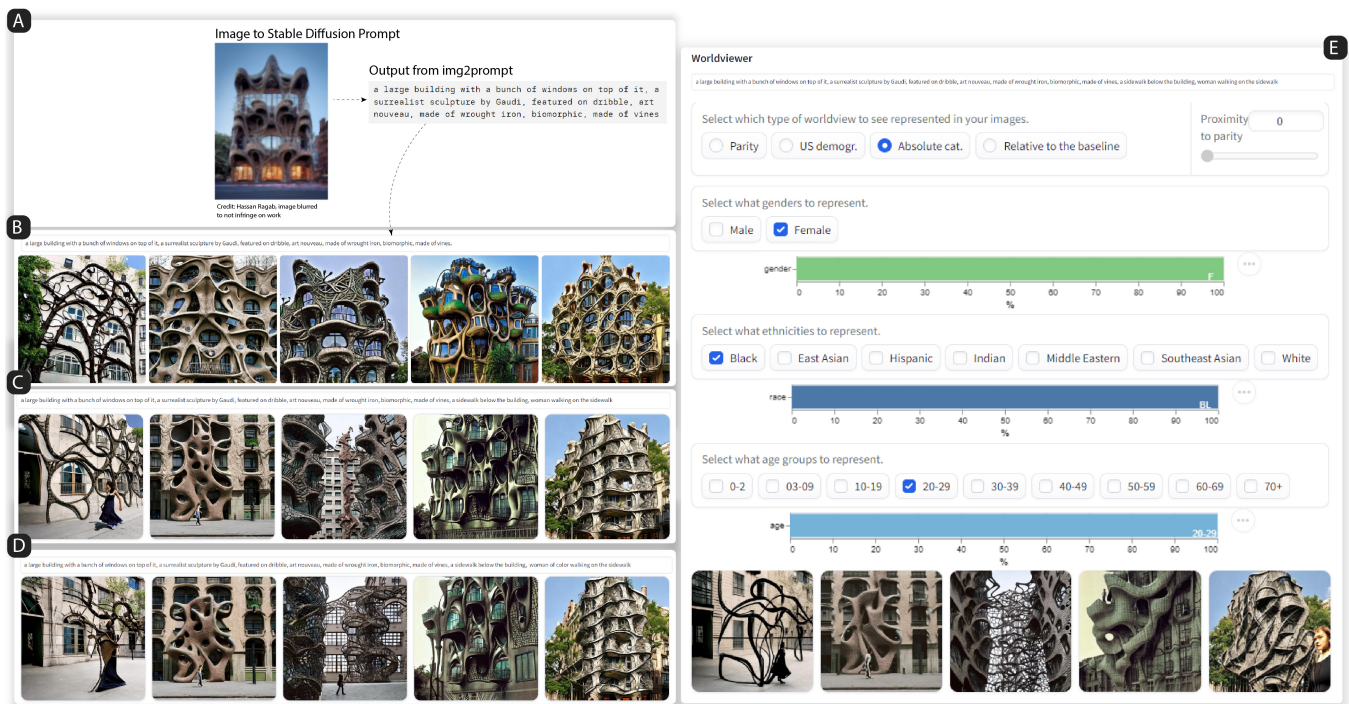 A
Image to Stable Diffusion Prompt
Output from img2prompt
a large building with a bunch of windows on top of it, a
surrealist sculpture by Gaudi, featured on dribble, art
nouveau, made of wrought iron, biomorphic, made of vines
Credit: Hassan Ragab, image blurred
to not infringe on work
B
a large building with a bunch of windows on top of it, a surrealist sculpture by Gaudi, featured on dribble, art nouveau, made of wrought iron, biomorphic, made of vines.
C
a large building with a bunch of windows on top of it, a surrealist sculpture by Gaudi, featured on dribble, art nouveau, made of wrought iron, biomorphic, made of vines, a sidewalk below the building, woman walking on the sidewalk
D
a large building with a bunch of windows on top of it, a surrealist sculpture by Gaudi, featured on dribble, art nouveau, made of wrought iron, biomorphic, made of vines, a sidewalk below the building, woman of color walking on the sidewalk
E
Worldviewer
a large building with a bunch of windows on top of it, a surrealist sculpture by Gaudi, featured on dribble, art nouveau, made of wrought iron, biomorphic, made of vines, a sidewalk below the building, woman walking on the sidewalk
Select which type of worldview to see represented in your images.
Parity US demogr. Absolute cat. Relative to the baseline
Proximity 0
to parity
Select what genders to represent.
Male Female
gender F
0 10 20 30 40 50 60 70 80 90 100
%
Select what ethnicities to represent.
Black East Asian Hispanic Indian Middle Eastern Southeast Asian White
race BL
0 10 20 30 40 50 60 70 80 90 100
%
Select what age groups to represent.
0-2 03-09 10-19 20-29 30-39 40-49 50-59 60-69 70+
age 20-29
0 10 20 30 40 50 60 70 80 90 100
%